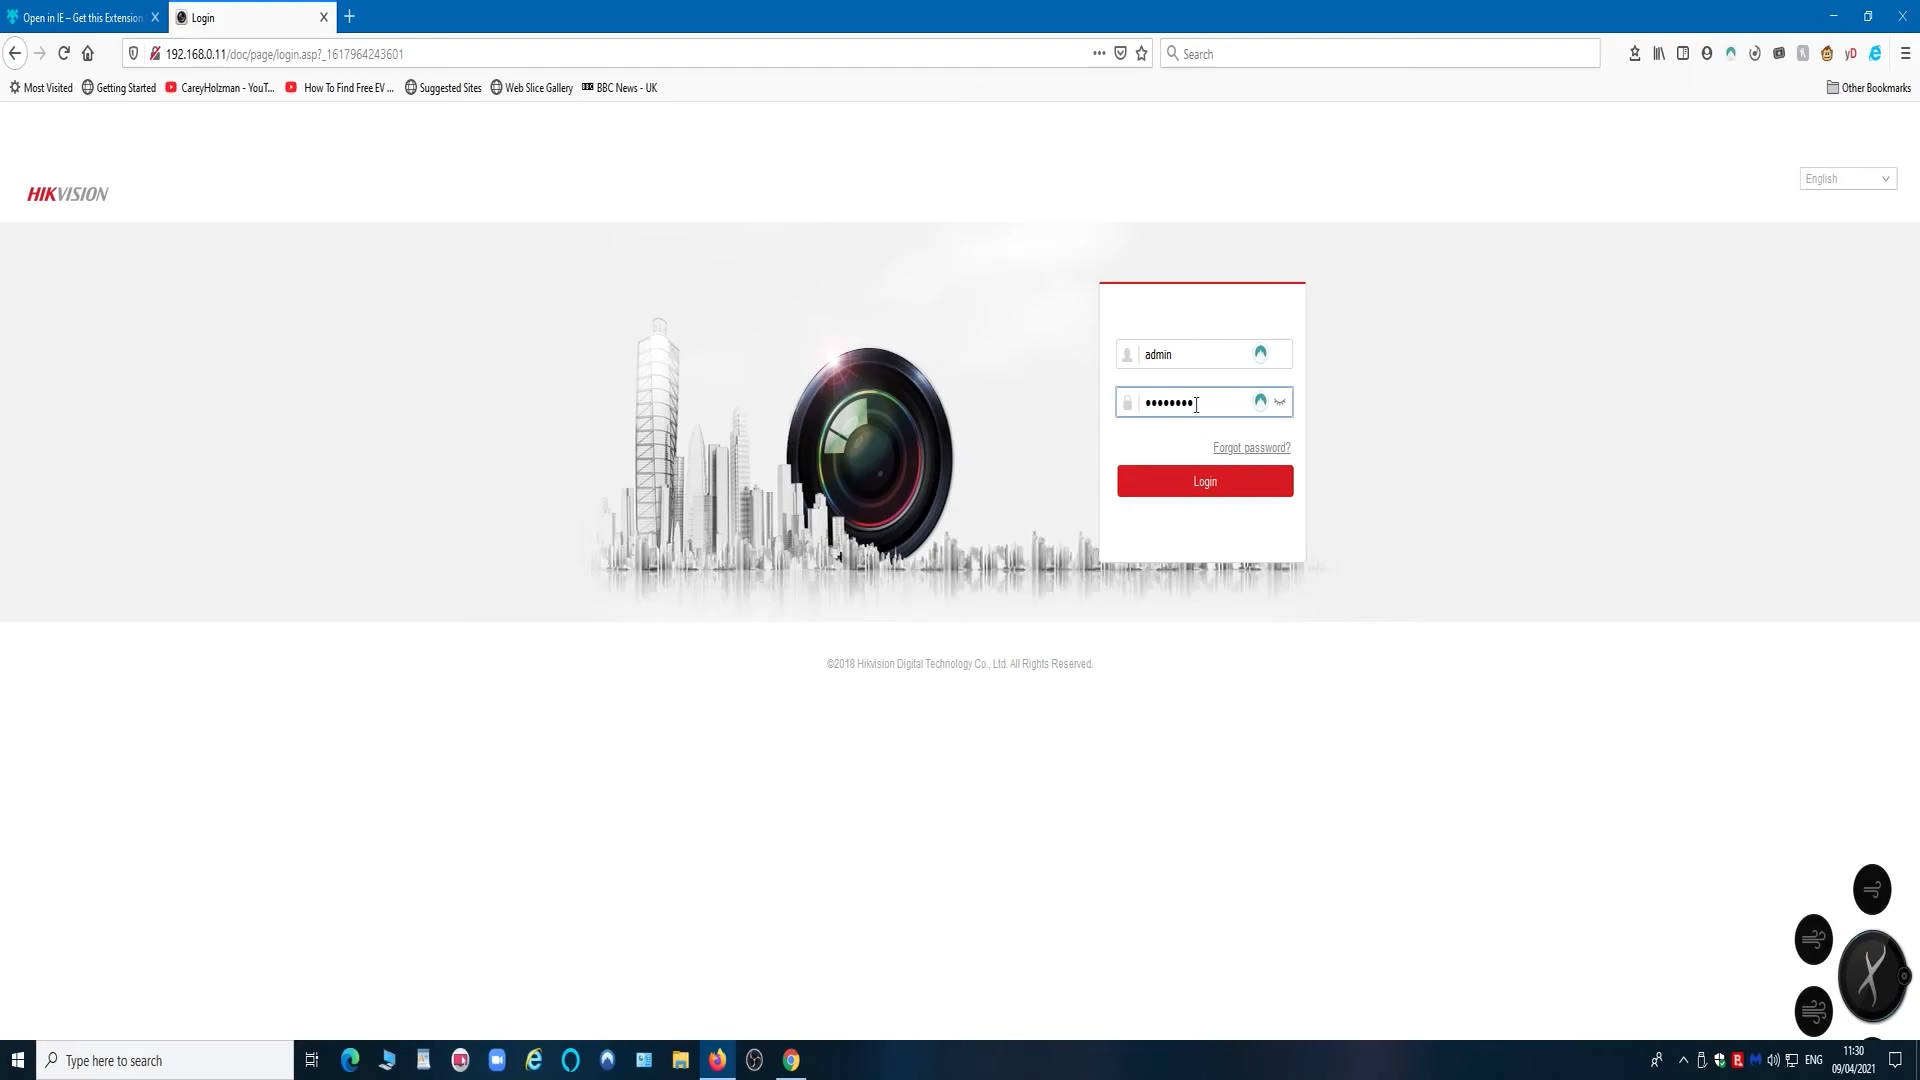 Open in IE – Get this Extension
Login
192.168.0.11/doc/page/login.asp?_1617964243601
Search
Most Visited
Getting Started
CareyHolzman - YouT...
How To Find Free EV ...
Suggested Sites
Web Slice Gallery
BBC News - UK
Other Bookmarks
HIKVISION
English
admin
Forgot password?
Login
©2018 Hikvision Digital Technology Co., Ltd. All Rights Reserved.
Type here to search
ENG
11:30
09/04/2021